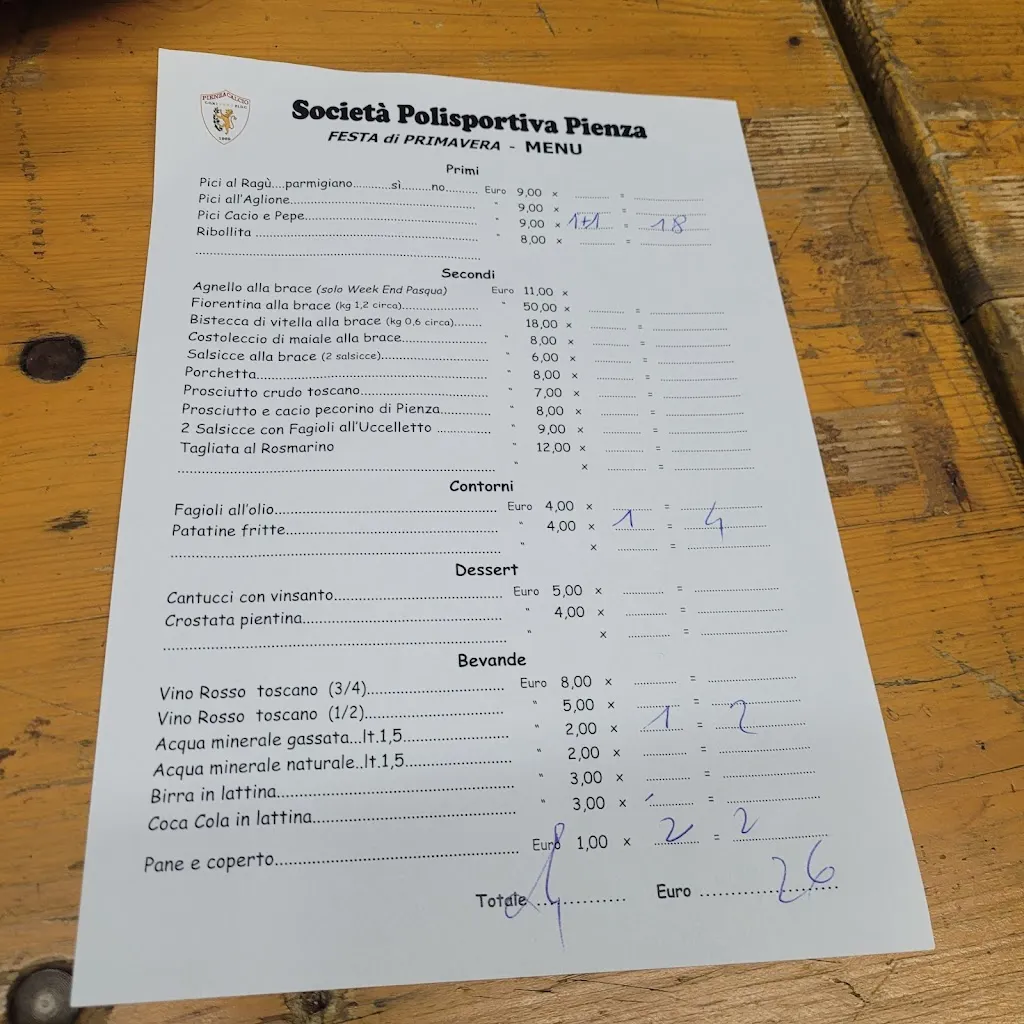 PIENZA CALCIO
Società Polisportiva Pienza
FESTA di PRIMAVERA - MENU
Primi
Pici al Ragù....parmigiano............sì........no......... Euro 9,00 x ......... =
Pici all'Aglione............ " 9,00 x ......... = .........
Pici Cacio e Pepe............ " 9,00 x 1+1 = 18
Ribollita ............ " 8,00 x ......... = .........
Secondi
Agnello alla brace (solo Week End Pasqua) Euro 11,00 x
Fiorentina alla brace (kg 1,2 circa)............ " 50,00 x ......... = .........
Bistecca di vitella alla brace (kg 0,6 circa)........ " 18,00 x ......... = .........
Costoleccio di maiale alla brace............ " 8,00 x ......... = .........
Salsicce alla brace (2 salsicce)............ " 6,00 x ......... = .........
Porchetta............ " 8,00 x ......... = .........
Prosciutto crudo toscano............ " 7,00 x ......... = .........
Prosciutto e cacio pecorino di Pienza............ " 8,00 x ......... = .........
2 Salsicce con Fagioli all'Uccelletto ............ " 9,00 x ......... = .........
Tagliata al Rosmarino " 12,00 x ......... = .........
............ " x ......... = .........
Contorni
Fagioli all'olio............ Euro 4,00 x ......... = .........
Patatine fritte............ " 4,00 x 1 = 4
............ " x ......... = .........
Dessert
Cantucci con vinsanto............ Euro 5,00 x ......... = .........
Crostata pientina............ " 4,00 x ......... = .........
............ " x ......... = .........
Bevande
Vino Rosso toscano (3/4)............ Euro 8,00 x ......... = .........
Vino Rosso toscano (1/2)............ " 5,00 x ......... = .........
Acqua minerale gassata...lt.1,5............ " 2,00 x 1 = 2
Acqua minerale naturale..lt.1,5............ " 2,00 x ......... = .........
Birra in lattina............ " 3,00 x ......... = .........
Coca Cola in lattina............ " 3,00 x ......... = .........
Pane e coperto............ Euro 1,00 x 2 = 2
Totale ............ Euro 26